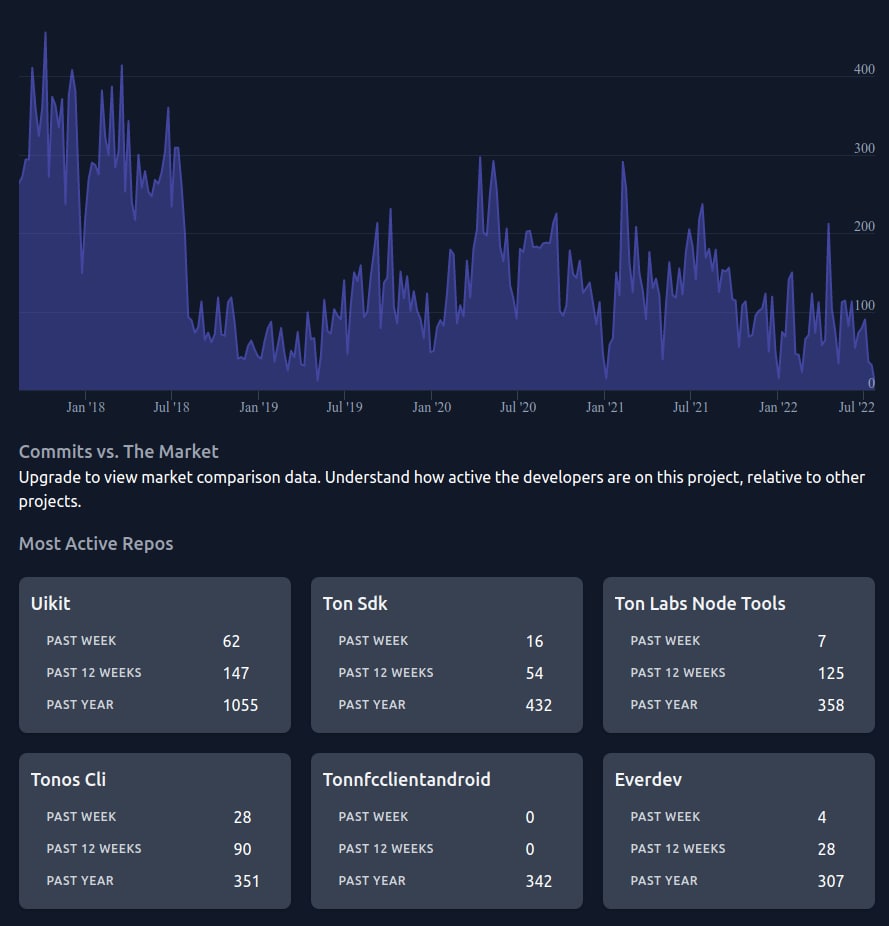 400
300
200
100
0
Jan '18 Jul '18 Jan '19 Jul '19 Jan '20 Jul '20 Jan '21 Jul '21 Jan '22 Jul '22
Commits vs. The Market
Upgrade to view market comparison data. Understand how active the developers are on this project, relative to other
projects.
Most Active Repos
Uikit
PAST WEEK 62
PAST 12 WEEKS 147
PAST YEAR 1055
Ton Sdk
PAST WEEK 16
PAST 12 WEEKS 54
PAST YEAR 432
Ton Labs Node Tools
PAST WEEK 7
PAST 12 WEEKS 125
PAST YEAR 358
Tonos Cli
PAST WEEK 28
PAST 12 WEEKS 90
PAST YEAR 351
Tonnfcclientandroid
PAST WEEK 0
PAST 12 WEEKS 0
PAST YEAR 342
Everdev
PAST WEEK 4
PAST 12 WEEKS 28
PAST YEAR 307